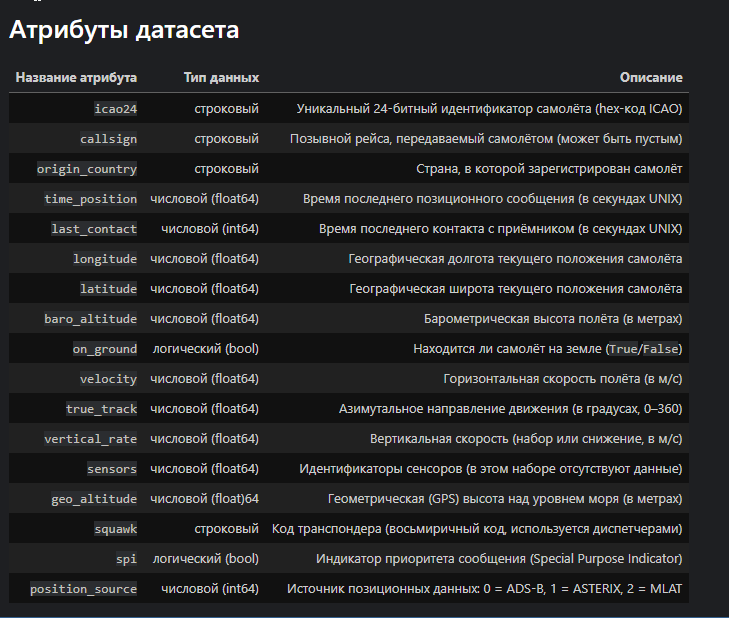 Атрибуты датасета
Название атрибута Тип данных Описание
icao24 строковый Уникальный 24-битный идентификатор самолёта (hex-код ICAO)
callsign строковый Позывной рейса, передаваемый самолётом (может быть пустым)
origin_country строковый Страна, в которой зарегистрирован самолёт
time_position числовой (float64) Время последнего позиционного сообщения (в секундах UNIX)
last_contact числовой (int64) Время последнего контакта с приёмником (в секундах UNIX)
longitude числовой (float64) Географическая долгота текущего положения самолёта
latitude числовой (float64) Географическая широта текущего положения самолёта
baro_altitude числовой (float64) Барометрическая высота полёта (в метрах)
on_ground логический (bool) Находится ли самолёт на земле (True/False)
velocity числовой (float64) Горизонтальная скорость полёта (в м/с)
true_track числовой (float64) Азимутальное направление движения (в градусах, 0–360)
vertical_rate числовой (float64) Вертикальная скорость (набор или снижение, в м/с)
sensors числовой (float64) Идентификаторы сенсоров (в этом наборе отсутствуют данные)
geo_altitude числовой (float)64 Геометрическая (GPS) высота над уровнем моря (в метрах)
squawk строковый Код транспондера (восьмиричный код, используется диспетчерами)
spi логический (bool) Индикатор приоритета сообщения (Special Purpose Indicator)
position_source числовой (int64) Источник позиционных данных: 0 = ADS-B, 1 = ASTERIX, 2 = MLAT